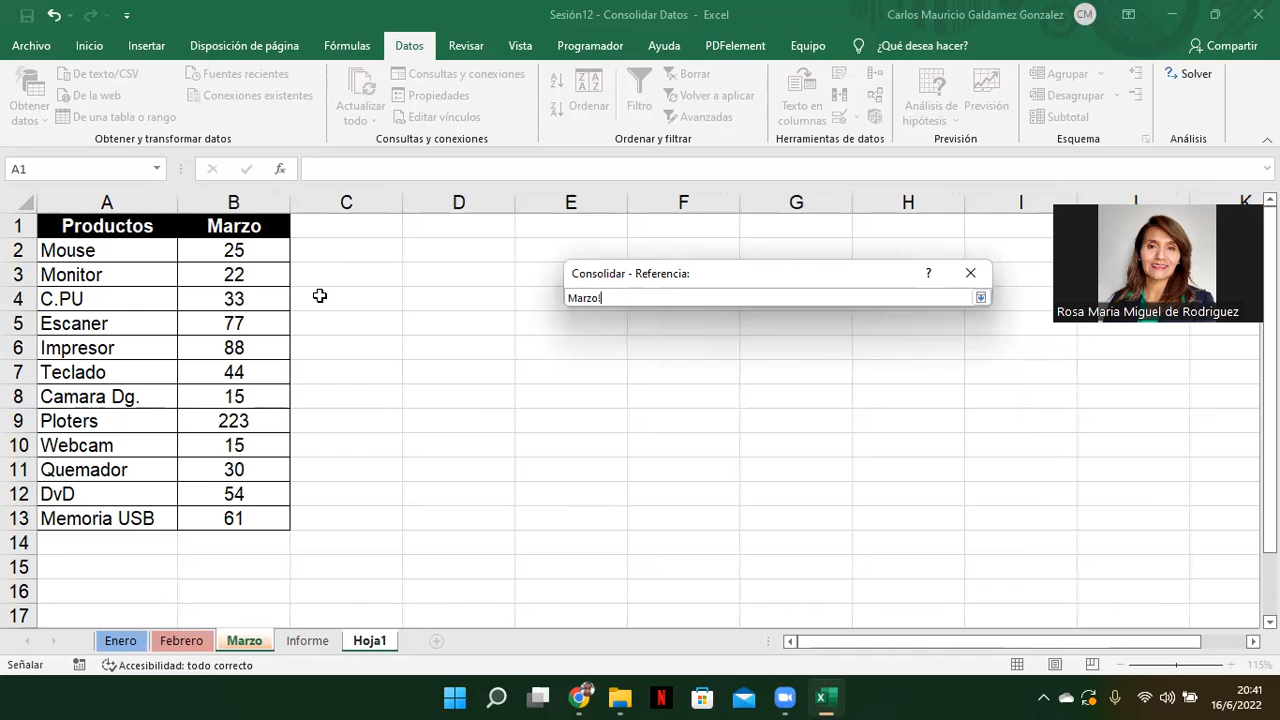 Sesión12 - Consolidar Datos - Excel
Carlos Mauricio Galdamez Gonzalez CM
Archivo Inicio Insertar Disposición de página Fórmulas Datos Revisar Vista Programador Ayuda PDFelement Equipo ¿Qué desea hacer? Compartir
Obtener datos
De texto/CSV
De la web
De una tabla o rango
Fuentes recientes
Conexiones existentes
Obtener y transformar datos
Actualizar todo
Consultas y conexiones
Propiedades
Editar vínculos
Consultas y conexiones
Ordenar
Filtro
Borrar
Volver a aplicar
Avanzadas
Ordenar y filtrar
Texto en columnas
Herramientas de datos
Análisis de hipótesis
Previsión
Previsión
Agrupar
Desagrupar
Subtotal
Esquema
Solver
Análisis
A1
A B C D E F G H I J K
1 Productos Marzo
2 Mouse 25
3 Monitor 22
4 C.PU 33
5 Escaner 77
6 Impresor 88
7 Teclado 44
8 Camara Dg. 15
9 Ploters 223
10 Webcam 15
11 Quemador 30
12 DvD 54
13 Memoria USB 61
14
15
16
17
Consolidar - Referencia: ?
Marzo!
Rosa Maria Miguel de Rodriguez
Enero Febrero Marzo Informe Hoja1
Señalar Accesibilidad: todo correcto 115%
20:41
16/6/2022